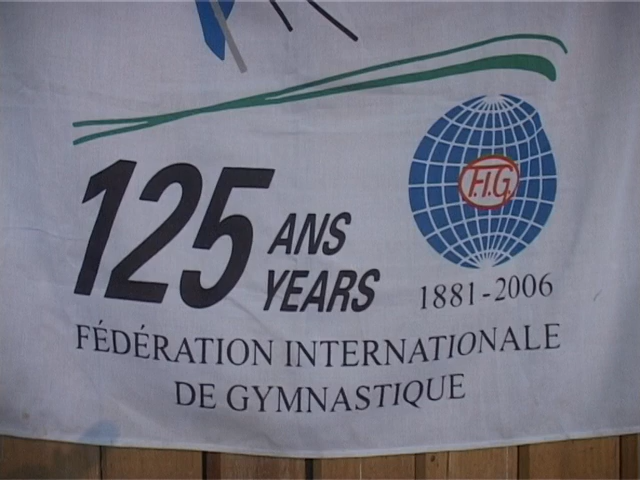 125 ANS
YEARS
F.I.G.
1881-2006
FÉDÉRATION INTERNATIONALE
DE GYMNASTIQUE